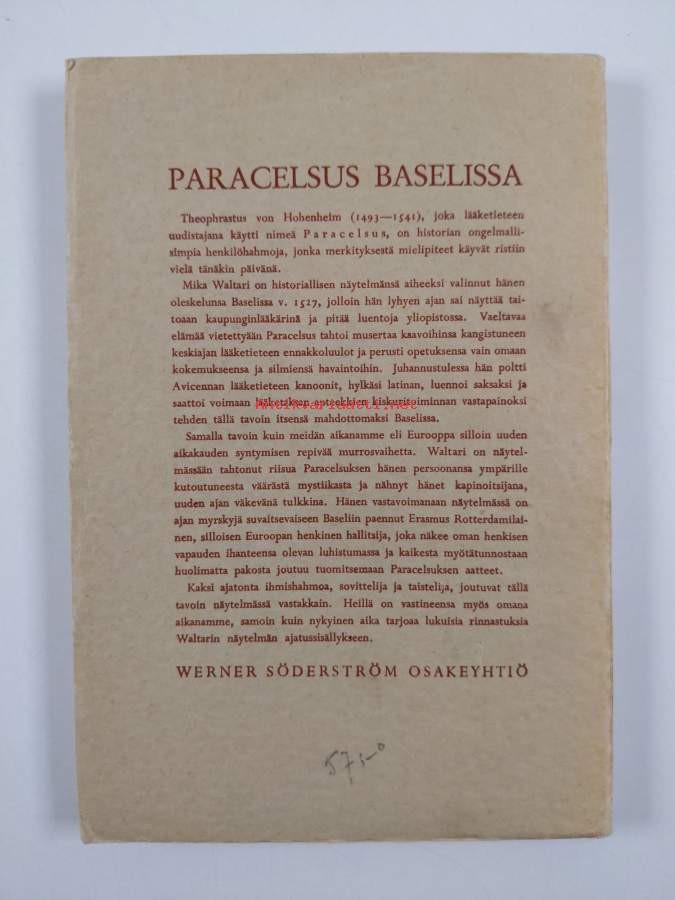 PARACELSUS BASELISSA
Theophrastus von Hohenheim (1493—1541), joka lääketieteen
uudistajana käytti nimeä Paracelsus, on historian ongelmalli-
simpia henkilöhahmoja, jonka merkityksestä mielipiteet käyvät ristiin
vielä tänäkin päivänä.
Mika Waltari on historiallisen näytelmänsä aiheeksi valinnut hänen
oleskelunsa Baselissa v. 1527, jolloin hän lyhyen ajan sai näyttää tai-
toaan kaupunginlääkärinä ja pitää luentoja yliopistossa. Vaeltavaa
elämää vietettyään Paracelsus tahtoi musertaa kaavoihinsa kangistuneen
keskiajan lääketieteen ennakkoluulot ja perusti opetuksensa vain omaan
kokemukseensa ja silmiensä havaintoihin. Juhannustulessa hän poltti
Avicennan lääketieteen kanoonit, hylkäsi latinan, luennoi saksaksi ja
saattoi voimaan lääketaksan apteekkien kiskuritoiminnan vastapainoksi
Antikvariaatti.net
tehden tällä tavoin itsensä mahdottomaksi Baselissa.
Samalla tavoin kuin meidän aikanamme eli Eurooppa silloin uuden
aikakauden syntymisen repivää murrosvaihetta. Waltari on näytel-
mässään tahtonut riisua Paracelsuksen hänen persoonansa ympärille
kutoutuneesta väärästä mystiikasta ja nähnyt hänet kapinoitsijana,
uuden ajan väkevänä tulkkina. Hänen vastavoimanaan näytelmässä on
ajan myrskyjä suvaitsevaiseen Baseliin paennut Erasmus Rotterdamilai-
nen, silloisen Euroopan henkinen hallitsija, joka näkee oman henkisen
vapauden ihanteensa olevan luhistumassa ja kaikesta myötätunnostaan
huolimatta pakosta joutuu tuomitsemaan Paracelsuksen aatteet.
Kaksi ajatonta ihmishahmoa, sovittelija ja taistelija, joutuvat tällä
tavoin näytelmässä vastakkain. Heillä on vastineensa myös omana
aikanamme, samoin kuin nykyinen aika tarjoaa lukuisia rinnastuksia
Waltarin näytelmän ajatussisällykseen.
WERNER SÖDERSTRÖM OSAKEYHTIÖ